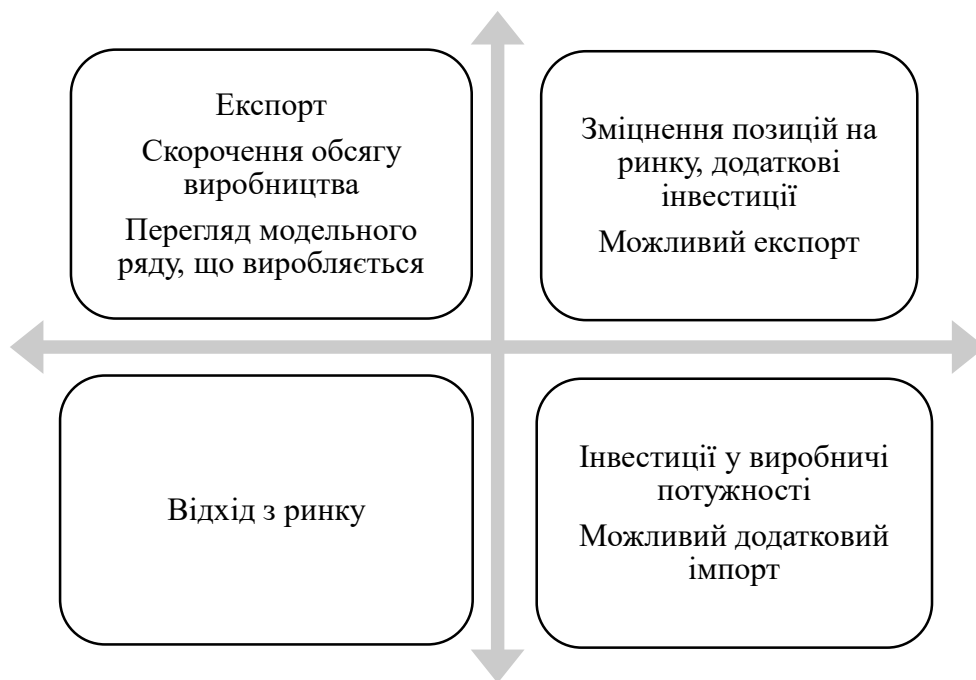 Експорт
Скорочення обсягу
виробництва
Перегляд модельного
ряду, що виробляється
Зміцнення позицій на
ринку, додаткові
інвестиції
Можливий експорт
Відхід з ринку
Інвестиції у виробничі
потужності
Можливий додатковий
імпорт